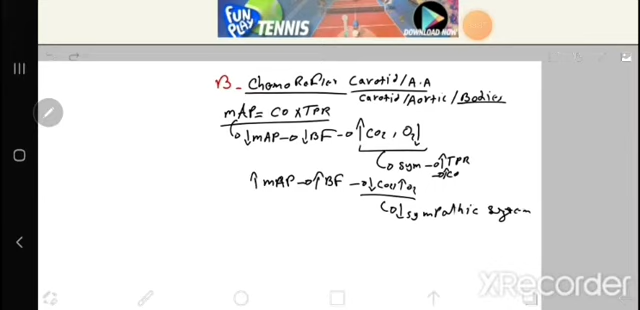 FUN
PLAY
TENNIS
DOWNLOAD NOW
B - ChemoReflex Carotid/A.A
Carotid/Aortic/Bodies
MAP = CO x TPR
↓MAP → ↓BF → ↑CO2, O2↓
sym → ↑TPR
→ ↑CO
↑MAP → ↑BF → ↓CO2/↑O2
↓sympathic system
XRecorder